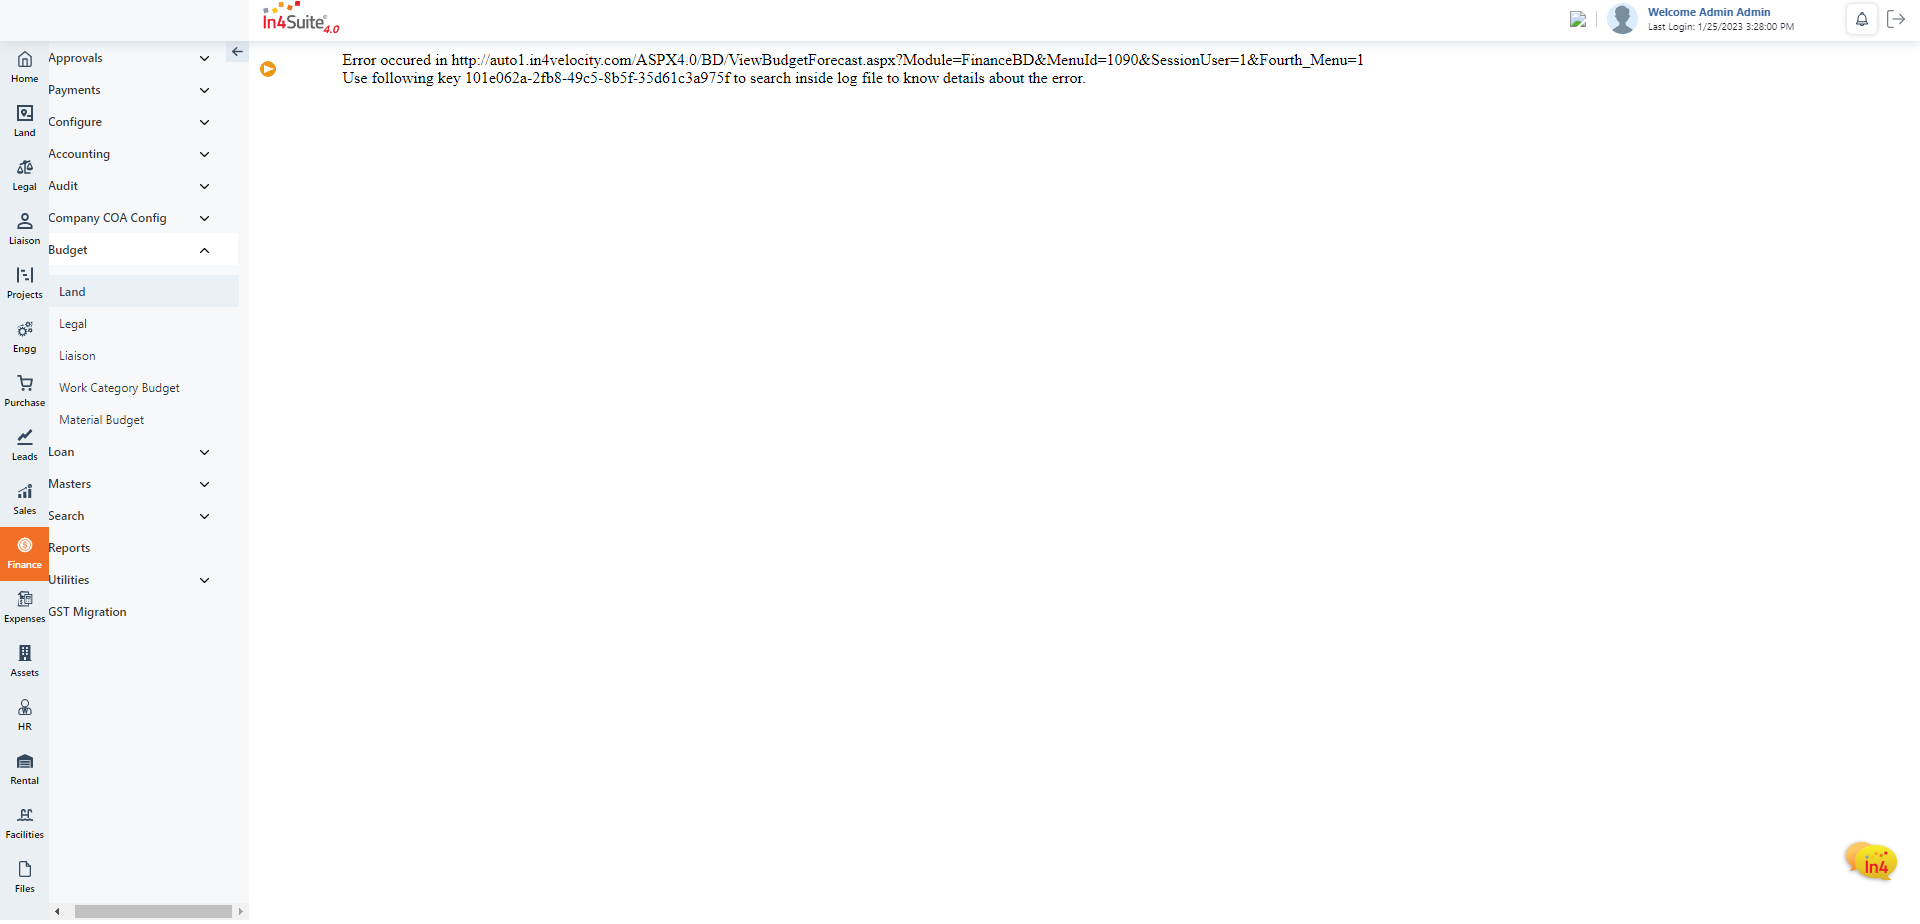 In4Suite® 4.0
Welcome Admin Admin
Last Login: 1/25/2023 3:28:00 PM
Home
Land
Legal
Liaison
Projects
Engg
Purchase
Leads
Sales
Finance
Expenses
Assets
HR
Rental
Facilities
Files
Approvals
Payments
Configure
Accounting
Audit
Company COA Config
Budget
Land
Legal
Liaison
Work Category Budget
Material Budget
Loan
Masters
Search
Reports
Utilities
GST Migration
Error occured in http://auto1.in4velocity.com/ASPX4.0/BD/ViewBudgetForecast.aspx?Module=FinanceBD&MenuId=1090&SessionUser=1&Fourth_Menu=1
Use following key 101e062a-2fb8-49c5-8b5f-35d61c3a975f to search inside log file to know details about the error.
in4